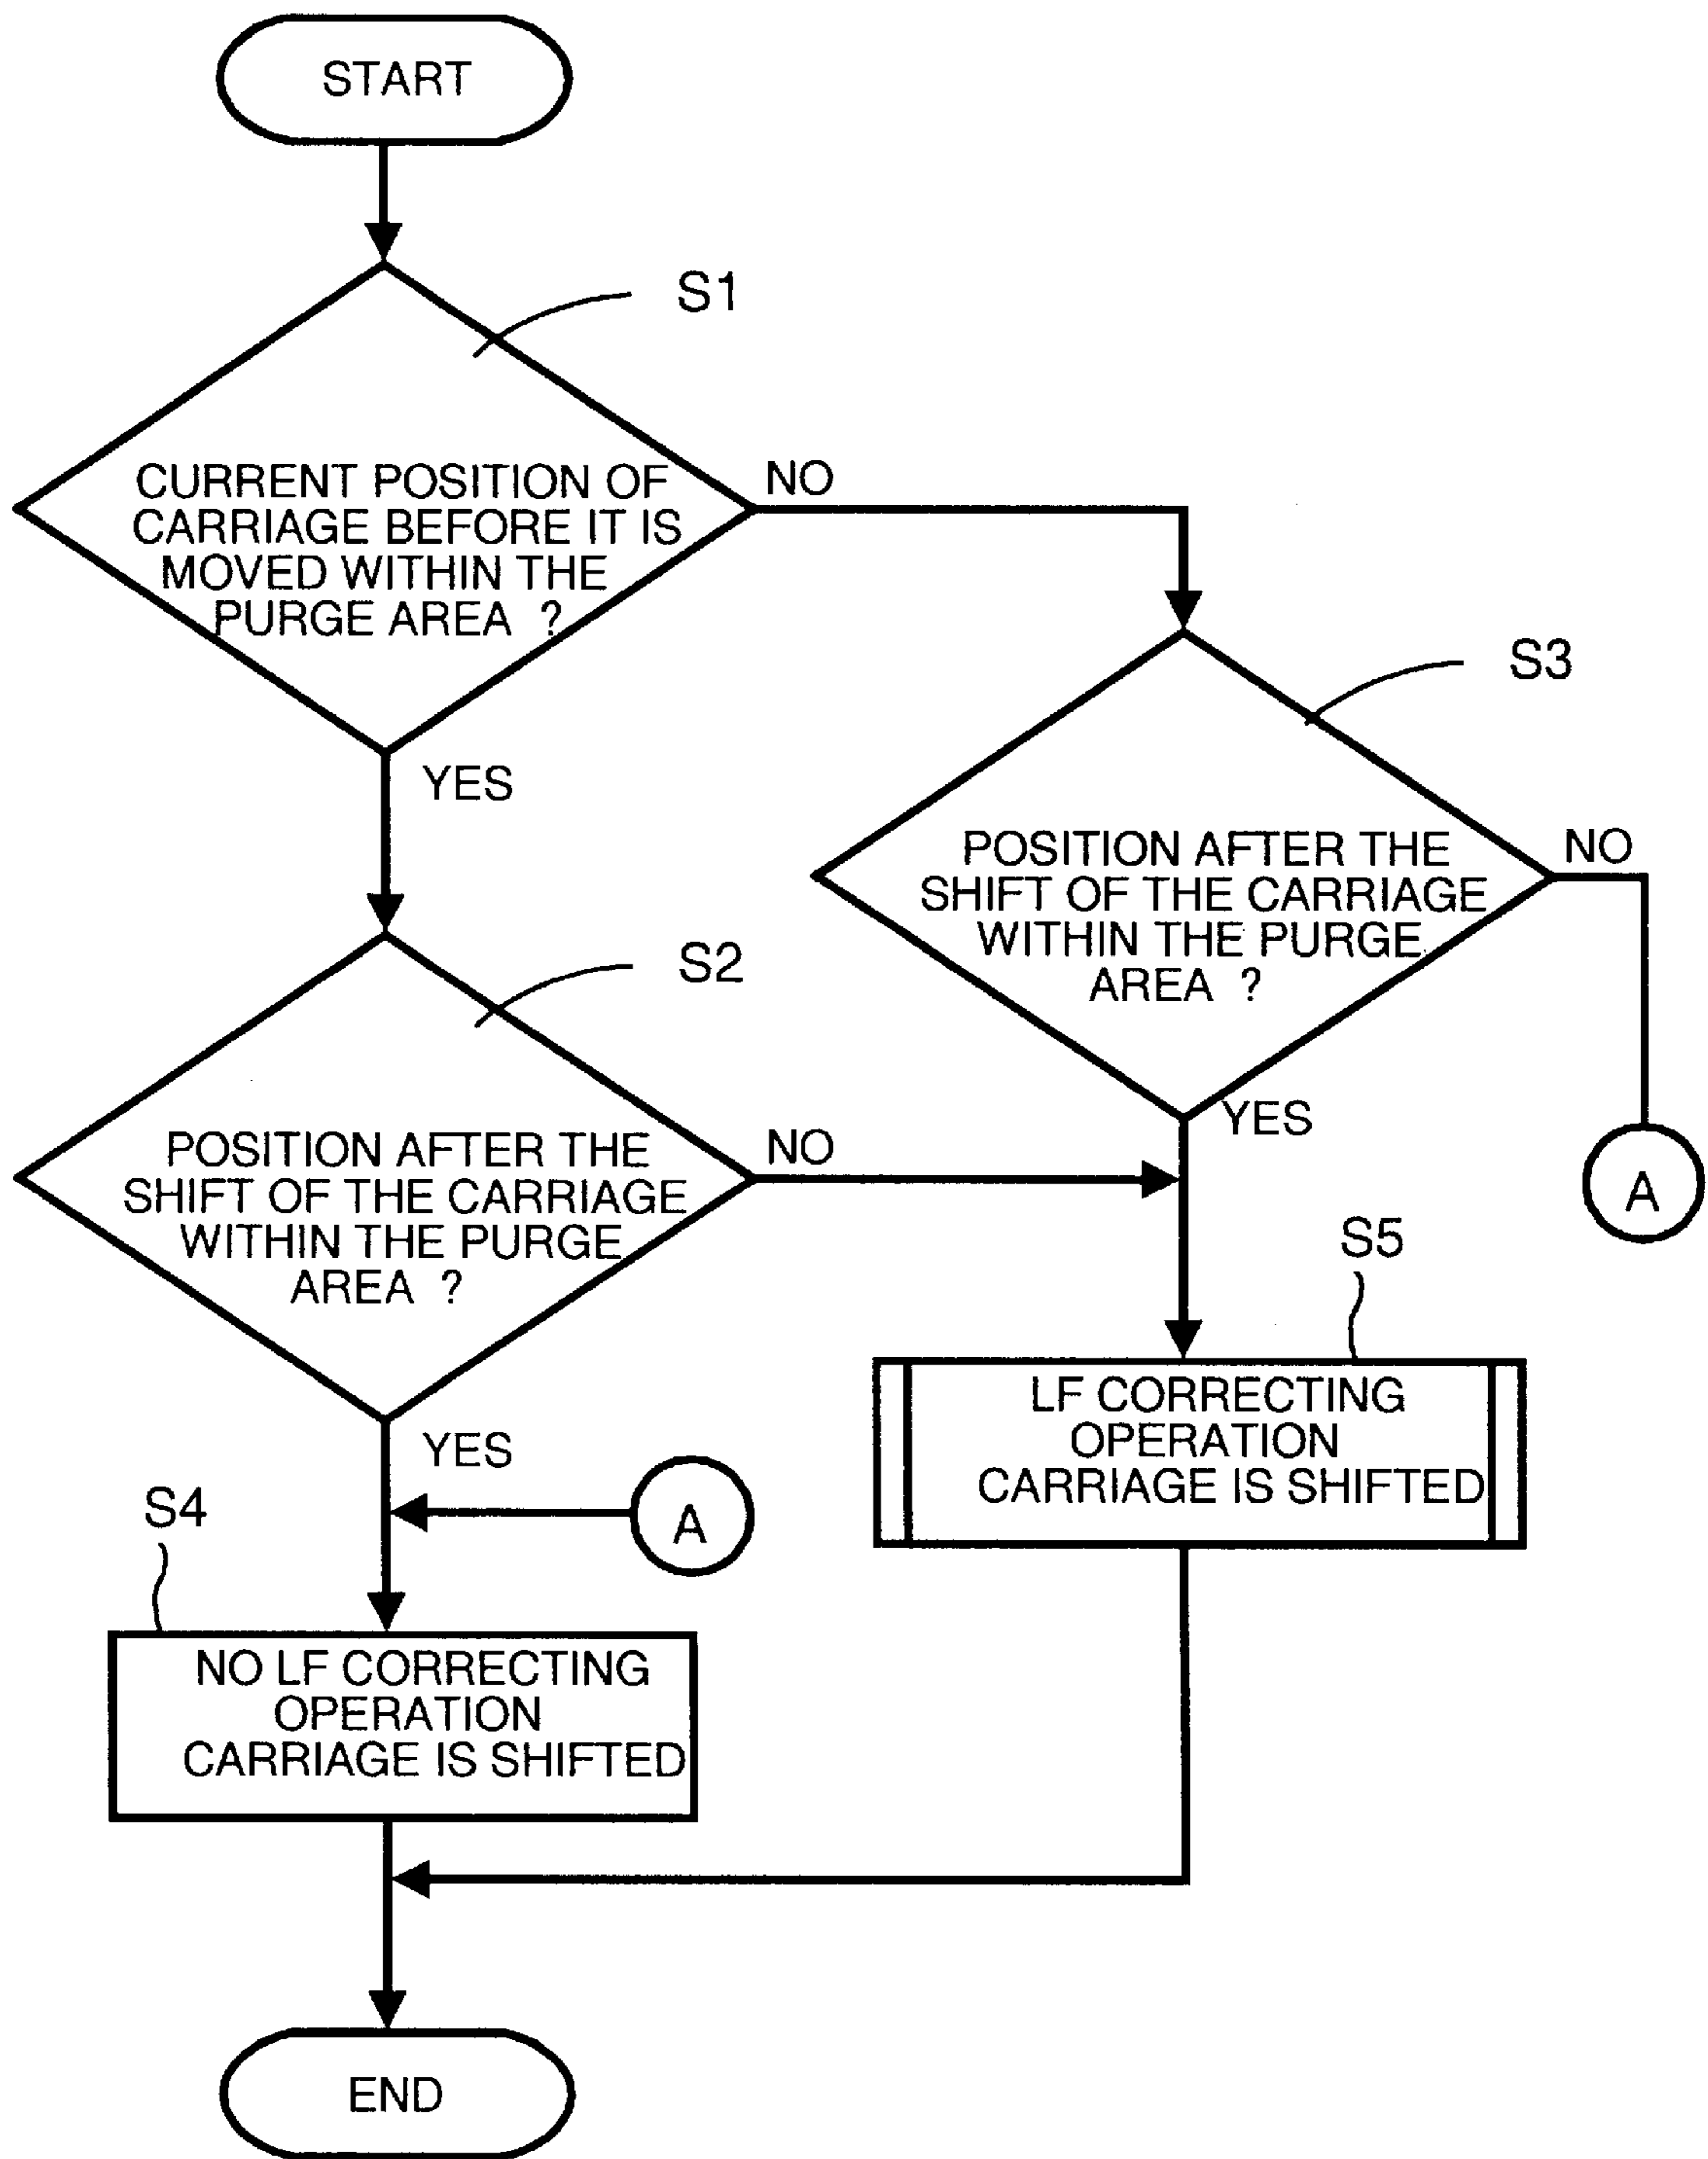 START
S1
CURRENT POSITION OF
CARRIAGE BEFORE IT IS
MOVED WITHIN THE
PURGE AREA ?
NO
YES
S3
POSITION AFTER THE
SHIFT OF THE CARRIAGE
WITHIN THE PURGE
AREA ?
NO
YES
A
S2
POSITION AFTER THE
SHIFT OF THE CARRIAGE
WITHIN THE PURGE
AREA ?
NO
YES
A
S5
LF CORRECTING
OPERATION
CARRIAGE IS SHIFTED
S4
NO LF CORRECTING
OPERATION
CARRIAGE IS SHIFTED
END